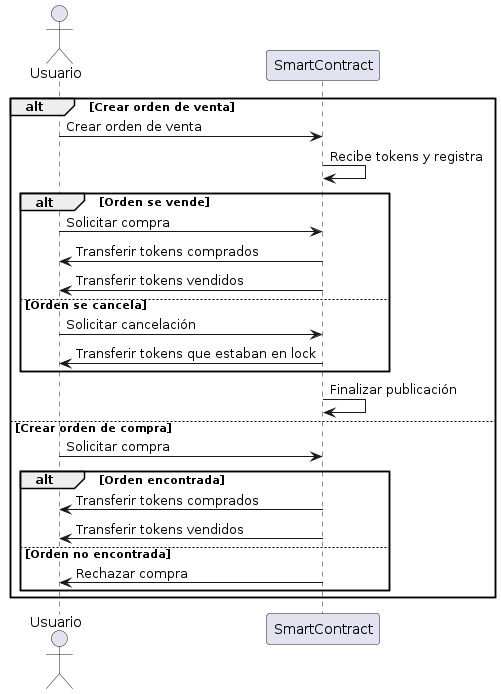 Usuario
SmartContract
alt [Crear orden de venta]
Crear orden de venta
Recibe tokens y registra
alt [Orden se vende]
Solicitar compra
Transferir tokens comprados
Transferir tokens vendidos
[Orden se cancela]
Solicitar cancelación
Transferir tokens que estaban en lock
Finalizar publicación
[Crear orden de compra]
Solicitar compra
alt [Orden encontrada]
Transferir tokens comprados
Transferir tokens vendidos
[Orden no encontrada]
Rechazar compra
Usuario
SmartContract